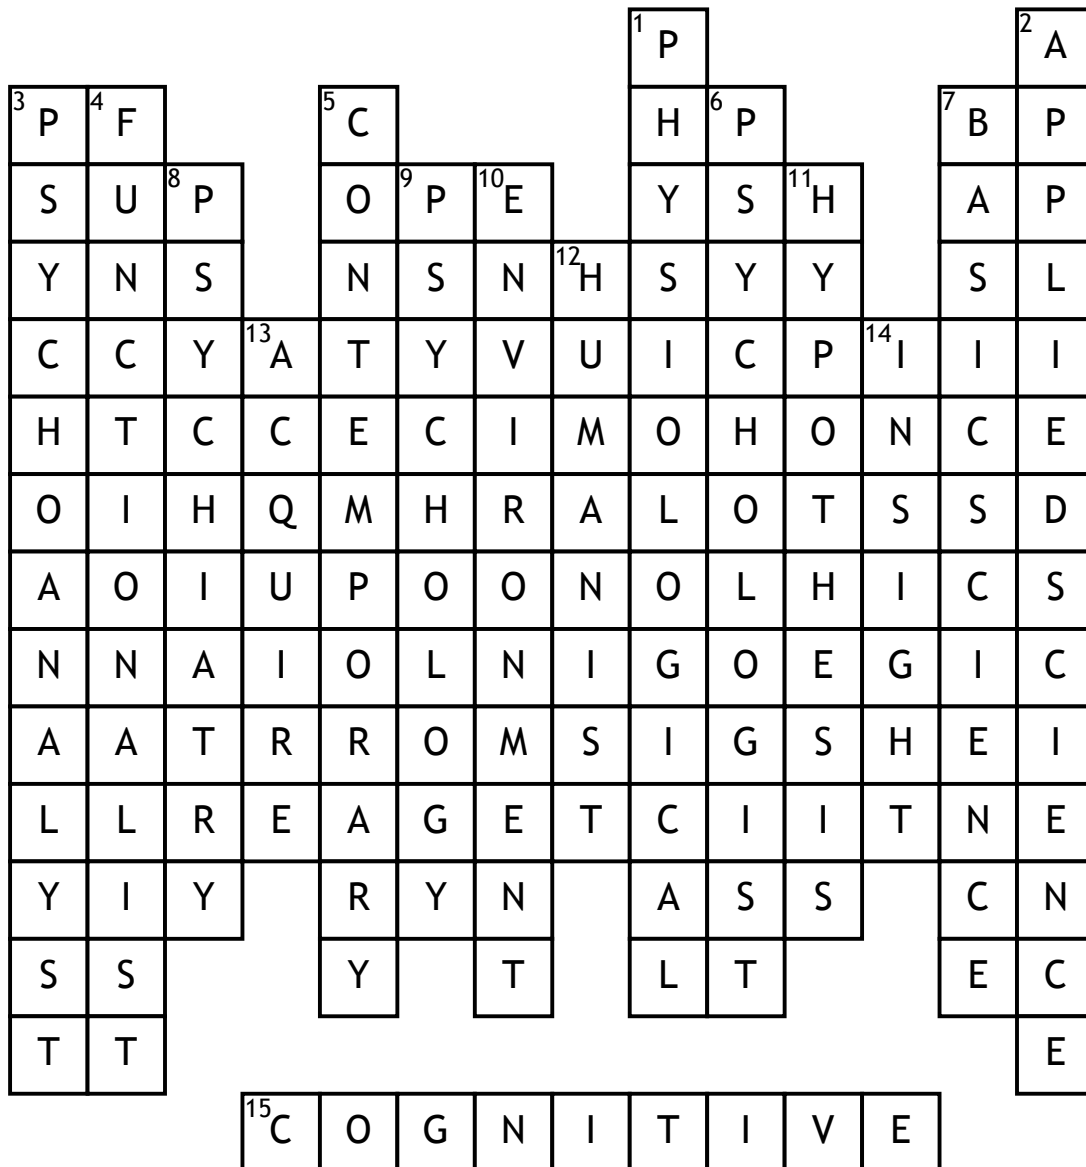 1 P 2 A
3 P 4 F 5 C H 6 P 7 B P
S U 8 P O 9 P 10 E Y S 11 H A P
Y N S N S N 12 H S Y Y S L
C C Y 13 A T Y V U I C P 14 I I I
H T C C E C I M O H O N C E
O I H Q M H R A L O T S S D
A O I U P O O N O L H I C S
N N A I O L N I G O E G I C
A A T R R O M S I G S H E I
L L R E A G E T C I I T N E
Y I Y R Y N A S S C N
S S Y T L T E C
T T E
15 C O G N I T I V E